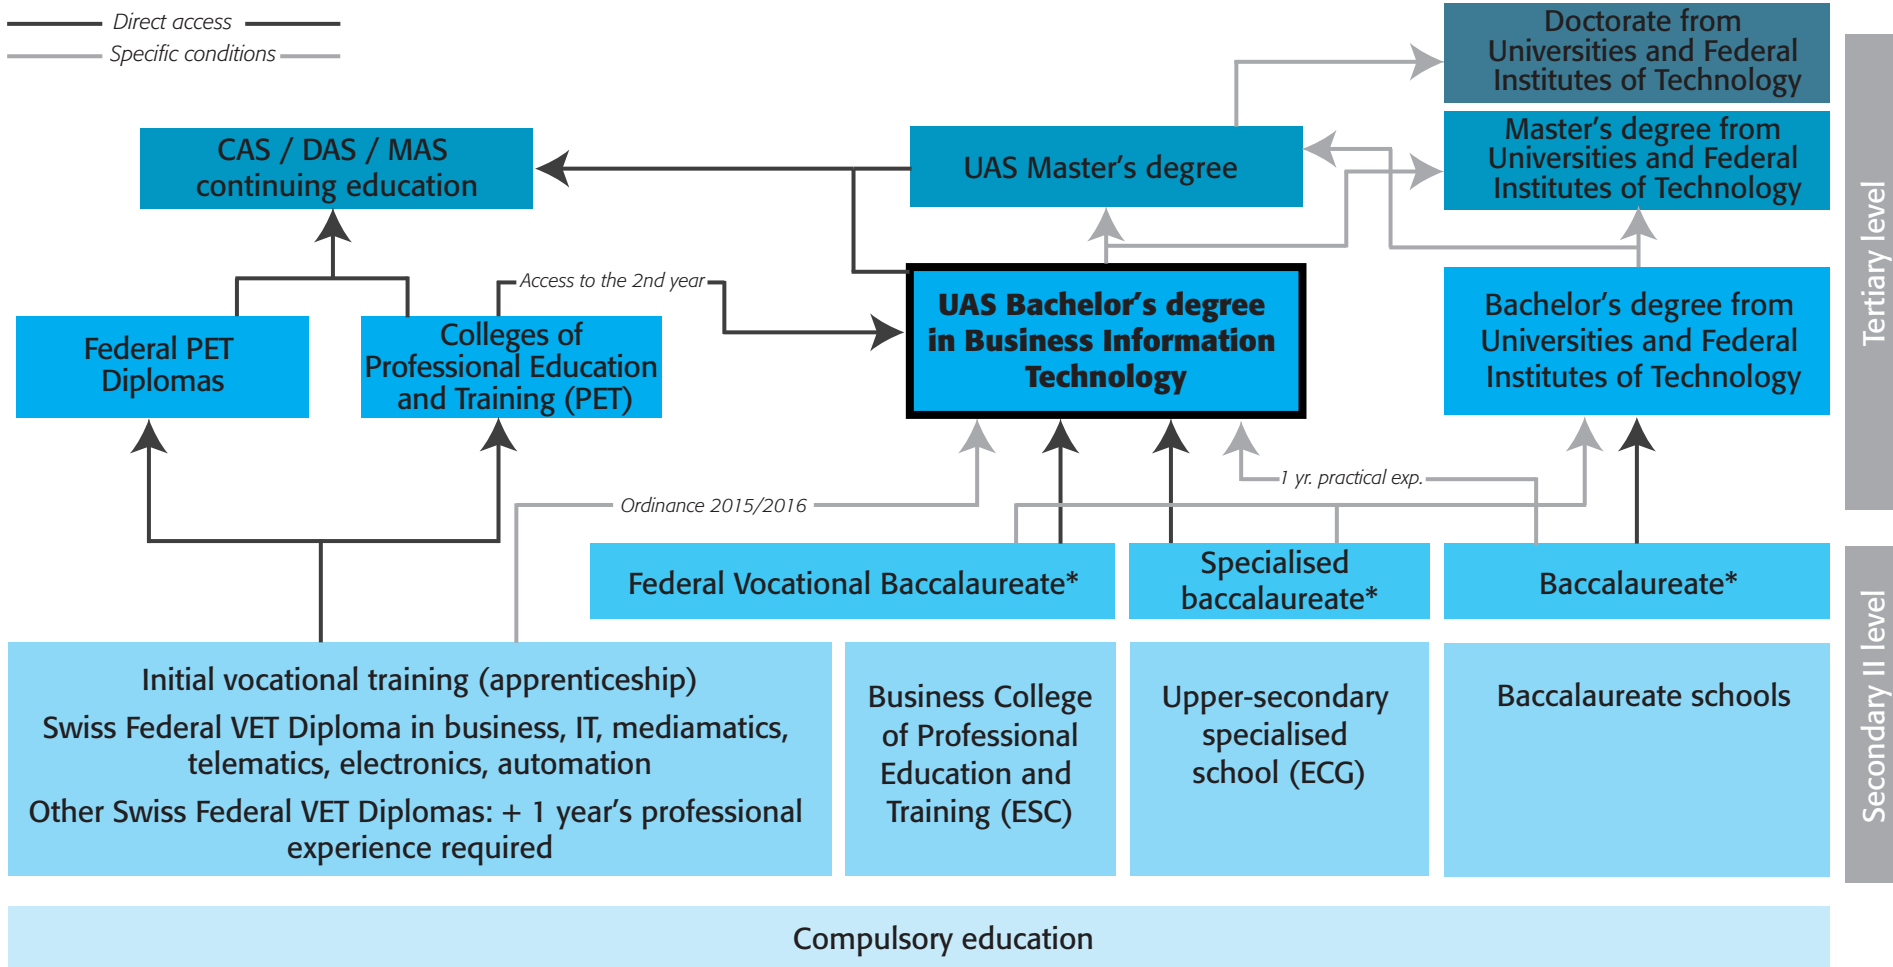 Direct access
Specific conditions
Doctorate from
Universities and Federal
Institutes of Technology
CAS / DAS / MAS
continuing education
UAS Master's degree
Master's degree from
Universities and Federal
Institutes of Technology
Tertiary level
Access to the 2nd year
Federal PET
Diplomas
Colleges of
Professional Education
and Training (PET)
UAS Bachelor's degree
in Business Information
Technology
Bachelor's degree from
Universities and Federal
Institutes of Technology
1 yr. practical exp.
Ordinance 2015/2016
Federal Vocational Baccalaureate*
Specialised
baccalaureate*
Baccalaureate*
Secondary II level
Initial vocational training (apprenticeship)
Swiss Federal VET Diploma in business, IT, mediamatics,
telematics, electronics, automation
Other Swiss Federal VET Diplomas: + 1 year's professional
experience required
Business College
of Professional
Education and
Training (ESC)
Upper-secondary
specialised
school (ECG)
Baccalaureate schools
Compulsory education